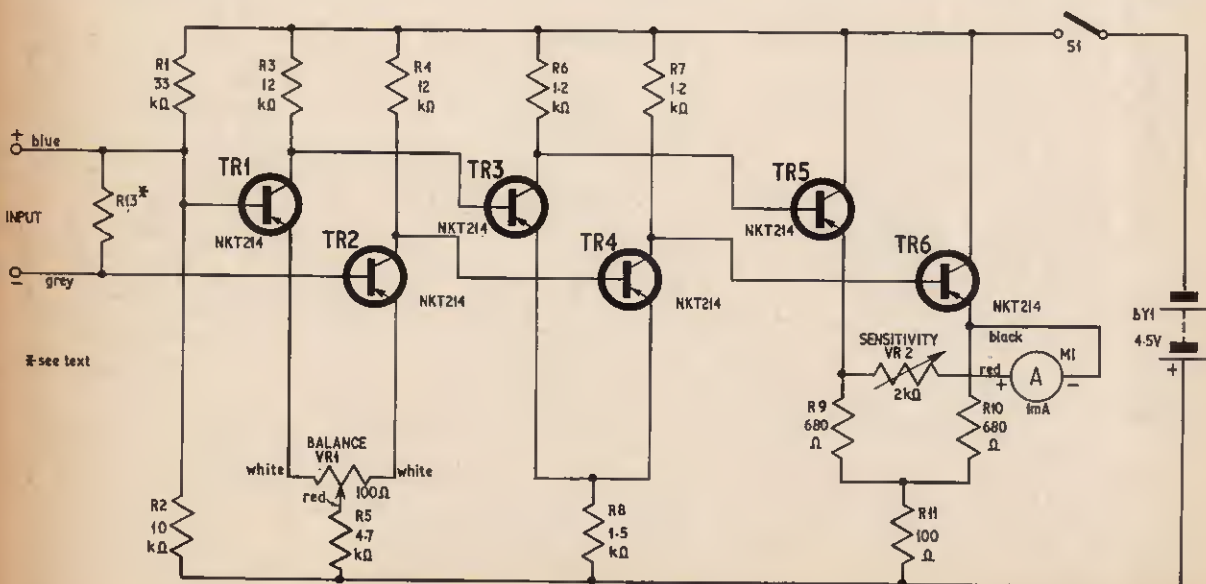 R1
33
kΩ
R3
12
kΩ
R4
12
kΩ
R6
1·2
kΩ
R7
1·2
kΩ
S1
+
blue
R13*
INPUT
-
grey
TR1
NKT214
TR2
NKT214
TR3
NKT214
TR4
NKT214
TR5
NKT214
TR6
NKT214
black
BY1
4·5V
+
* see text
SENSITIVITY
VR2
2kΩ
red
+
A
M1
-
1mA
R9
680
Ω
R10
680
Ω
BALANCE
VR1
white
white
100Ω
red
R2
10
kΩ
R5
4·7
kΩ
R8
1·5
kΩ
R11
100
Ω